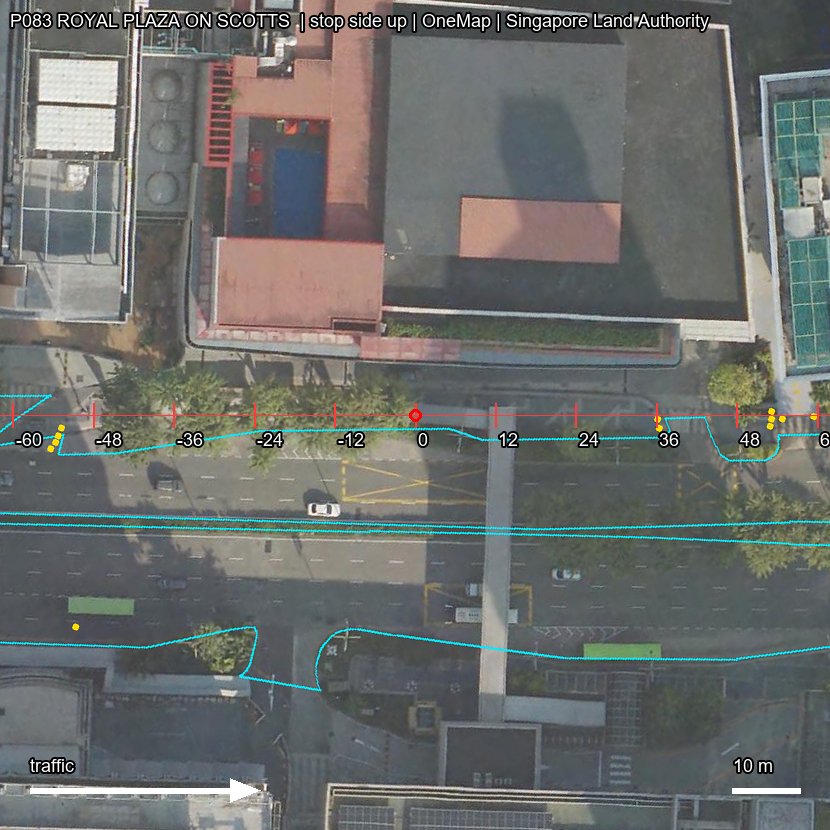 P083 ROYAL PLAZA ON SCOTTS | stop side up | OneMap | Singapore Land Authority
-60 -48 -36 -24 -12 0 12 24 36 48 6
traffic 10 m